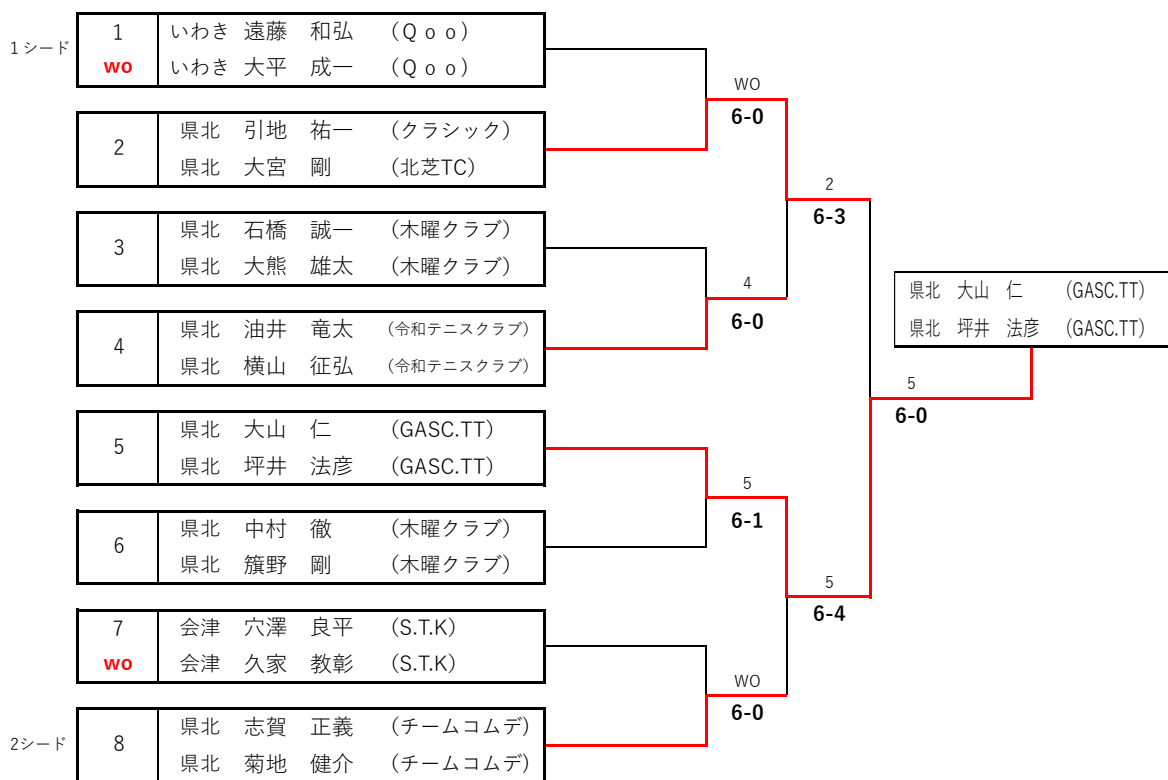 1シード
1 いわき 遠藤 和弘 (Ｑｏｏ)
wo いわき 大平 成一 (Ｑｏｏ)
2
県北 引地 祐一 (クラシック)
県北 大宮 剛 (北芝TC)
3
県北 石橋 誠一 (木曜クラブ)
県北 大熊 雄太 (木曜クラブ)
4
県北 油井 竜太 (令和テニスクラブ)
県北 横山 征弘 (令和テニスクラブ)
5
県北 大山 仁 (GASC.TT)
県北 坪井 法彦 (GASC.TT)
6
県北 中村 徹 (木曜クラブ)
県北 籏野 剛 (木曜クラブ)
7 会津 穴澤 良平 (S.T.K)
wo 会津 久家 教彰 (S.T.K)
2シード
8
県北 志賀 正義 (チームコムデ)
県北 菊地 健介 (チームコムデ)
WO
6-0
4
6-0
5
6-1
WO
6-0
2
6-3
5
6-4
5
6-0
県北 大山 仁 (GASC.TT)
県北 坪井 法彦 (GASC.TT)